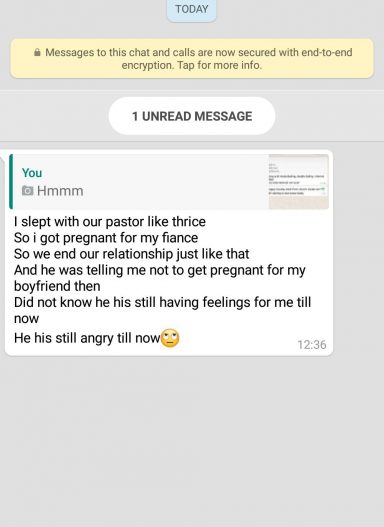 TODAY
Messages to this chat and calls are now secured with end-to-end
encryption. Tap for more info.
1 UNREAD MESSAGE
You
Hmmm
I slept with our pastor like thrice
So i got pregnant for my fiance
So we end our relationship just like that
And he was telling me not to get pregnant for my
boyfriend then
Did not know he his still having feelings for me till
now
He his still angry till now🙄
12:36